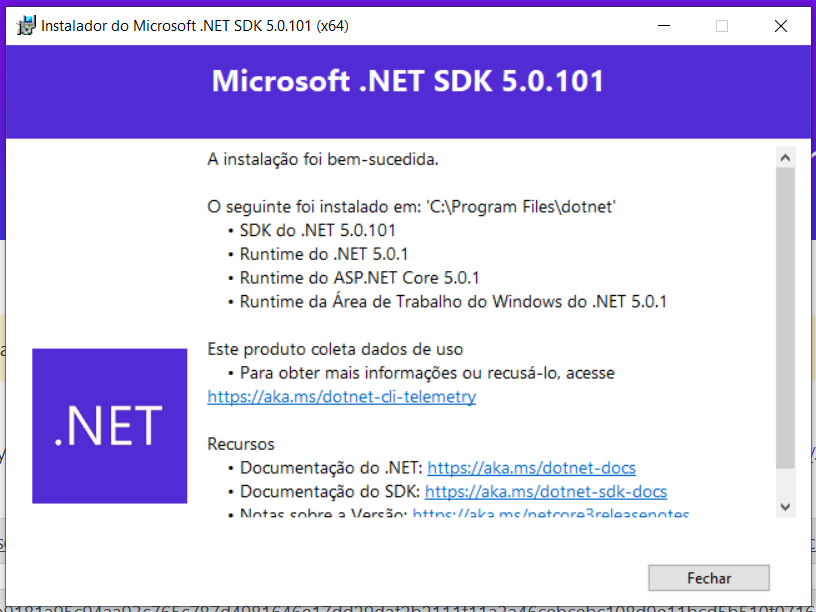 Instalador do Microsoft .NET SDK 5.0.101 (x64)
Microsoft .NET SDK 5.0.101
A instalação foi bem-sucedida.
O seguinte foi instalado em: 'C:\Program Files\dotnet'
• SDK do .NET 5.0.101
• Runtime do .NET 5.0.1
• Runtime do ASP.NET Core 5.0.1
• Runtime da Área de Trabalho do Windows do .NET 5.0.1
Este produto coleta dados de uso
• Para obter mais informações ou recusá-lo, acesse
https://aka.ms/dotnet-cli-telemetry
.NET
Recursos
• Documentação do .NET: https://aka.ms/dotnet-docs
• Documentação do SDK: https://aka.ms/dotnet-sdk-docs
• Notas sobre a Versão: https://aka.ms/netcore3releasenotes
Fechar